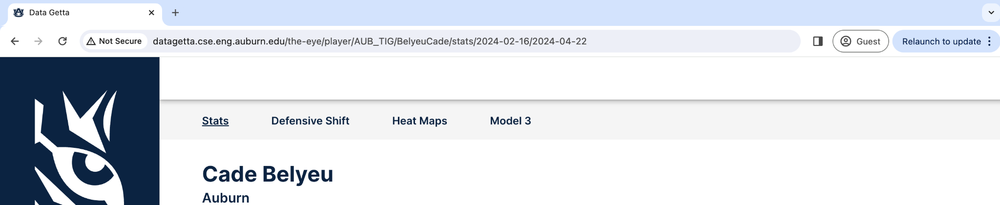 Data Getta
Not Secure datagetta.cse.eng.auburn.edu/the-eye/player/AUB_TIG/BelyeuCade/stats/2024-02-16/2024-04-22 Guest Relaunch to update
Stats Defensive Shift Heat Maps Model 3
Cade Belyeu
Auburn